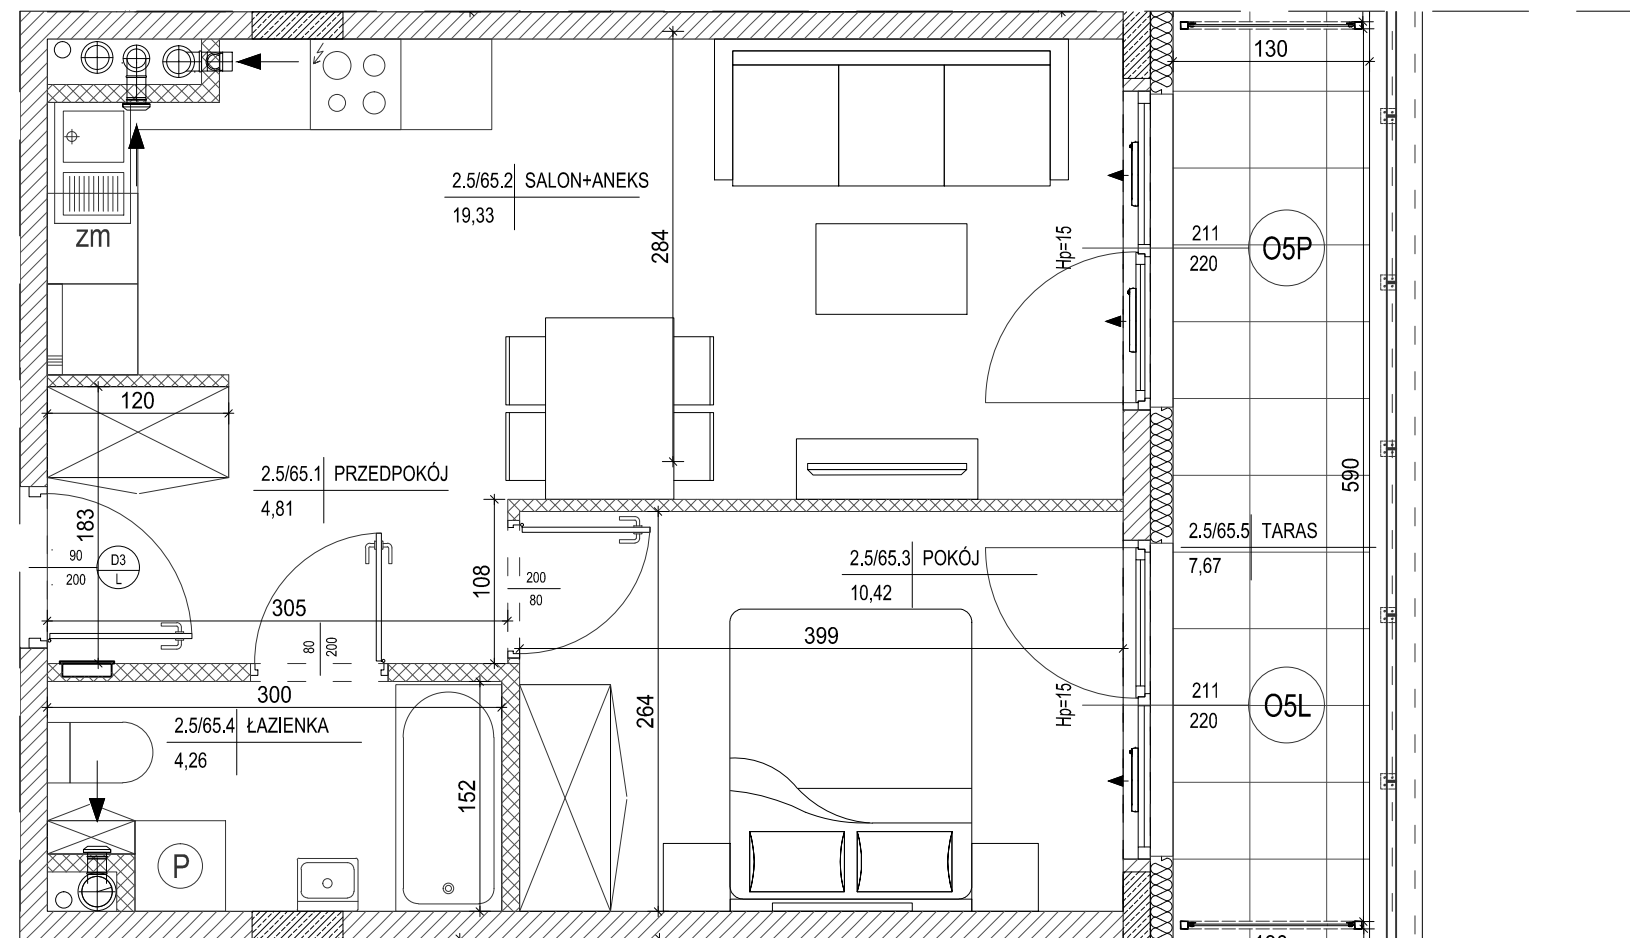 130
2.5/65.2 SALON+ANEKS
19,33
zm
284
Hp=15
211
220
O5P
120
2.5/65.1 PRZEDPOKÓJ
4,81
183
90
200
D3
L
305
80
200
108
200
80
2.5/65.3 POKÓJ
10,42
399
590
2.5/65.5 TARAS
7,67
300
2.5/65.4 ŁAZIENKA
4,26
152
264
Hp=15
211
220
O5L
P